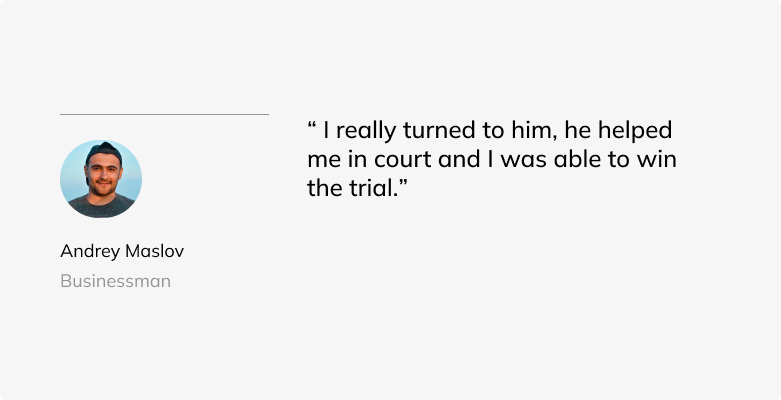 “ I really turned to him, he helped
me in court and I was able to win
the trial.”
Andrey Maslov
Businessman